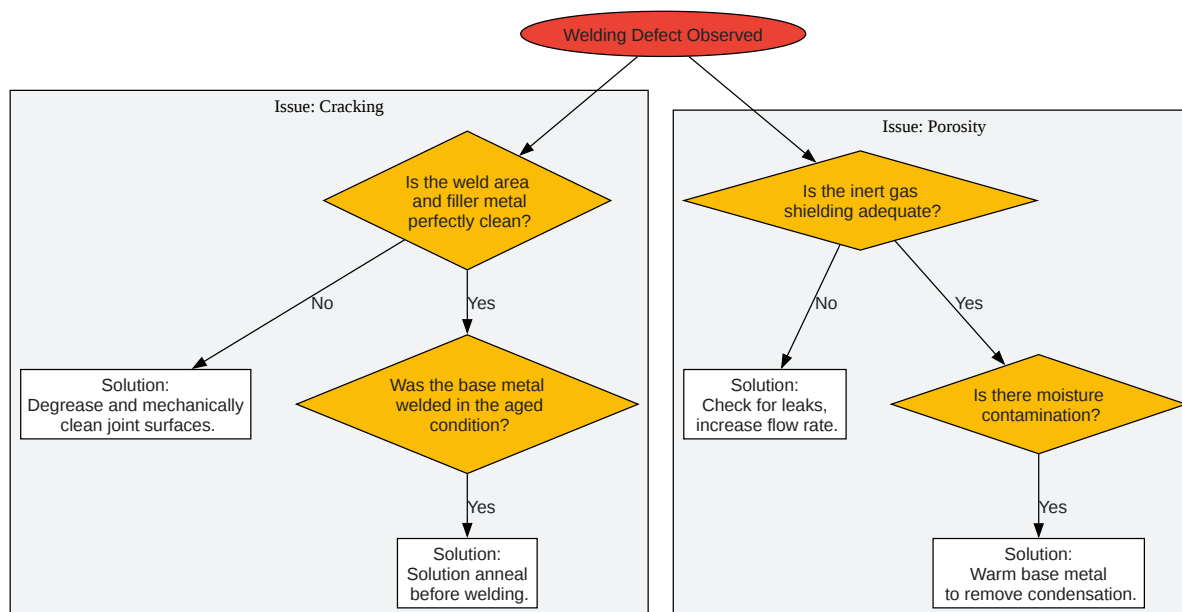 Welding Defect Observed
Issue: Cracking
Is the weld area
and filler metal
perfectly clean?
No
Yes
Solution:
Degrease and mechanically
clean joint surfaces.
Was the base metal
welded in the aged
condition?
Yes
Solution:
Solution anneal
before welding.
Issue: Porosity
Is the inert gas
shielding adequate?
No
Yes
Solution:
Check for leaks,
increase flow rate.
Is there moisture
contamination?
Yes
Solution:
Warm base metal
to remove condensation.